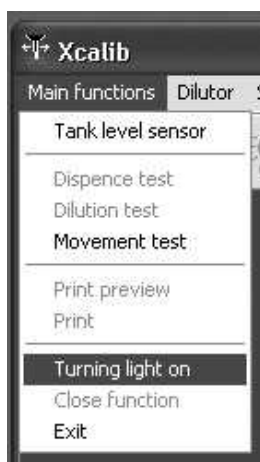 Xcalib
Main functions Dilutor
Tank level sensor
Dispence test
Dilution test
Movement test
Print preview
Print
Turning light on
Close function
Exit